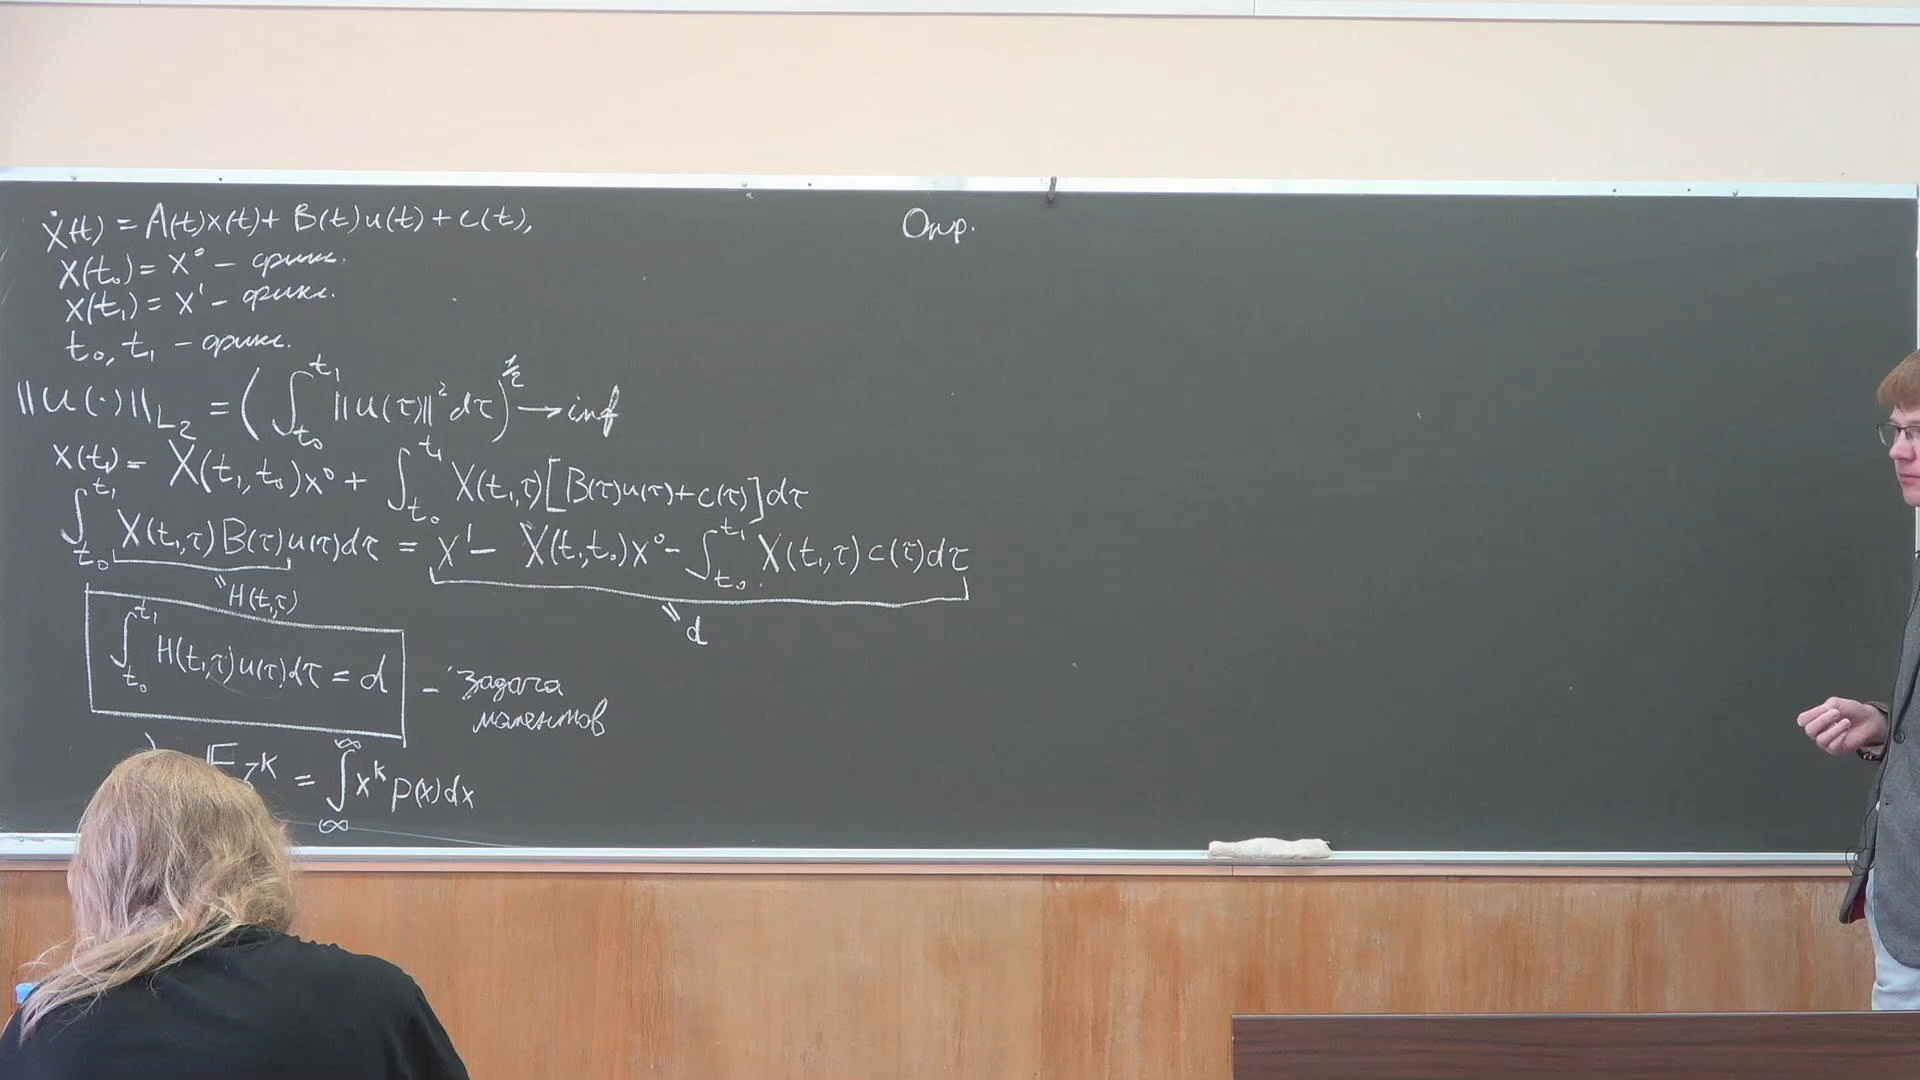 ẋ(t) = A(t)x(t) + B(t)u(t) + c(t),
x(t₀) = x⁰ – фикс.
x(t₁) = x¹ – фикс.
t₀, t₁ – фикс.
‖u(·)‖_L₂ = (∫_{t₀}^{t₁} ‖u(τ)‖² dτ)^{1/2} → inf
x(t₁) = X(t₁, t₀)x⁰ + ∫_{t₀}^{t₁} X(t₁,τ)[B(τ)u(τ) + c(τ)]dτ
∫_{t₀}^{t₁} X(t₁,τ)B(τ)u(τ)dτ = x¹ – X(t₁,t₀)x⁰ – ∫_{t₀}^{t₁} X(t₁,τ)c(τ)dτ
" H(t₁,τ)
" d
∫_{t₀}^{t₁} H(t₁,τ)u(τ)dτ = d – задача моментов
= ∫_{∞}^{∞} x^k p(x)dx
Опр.